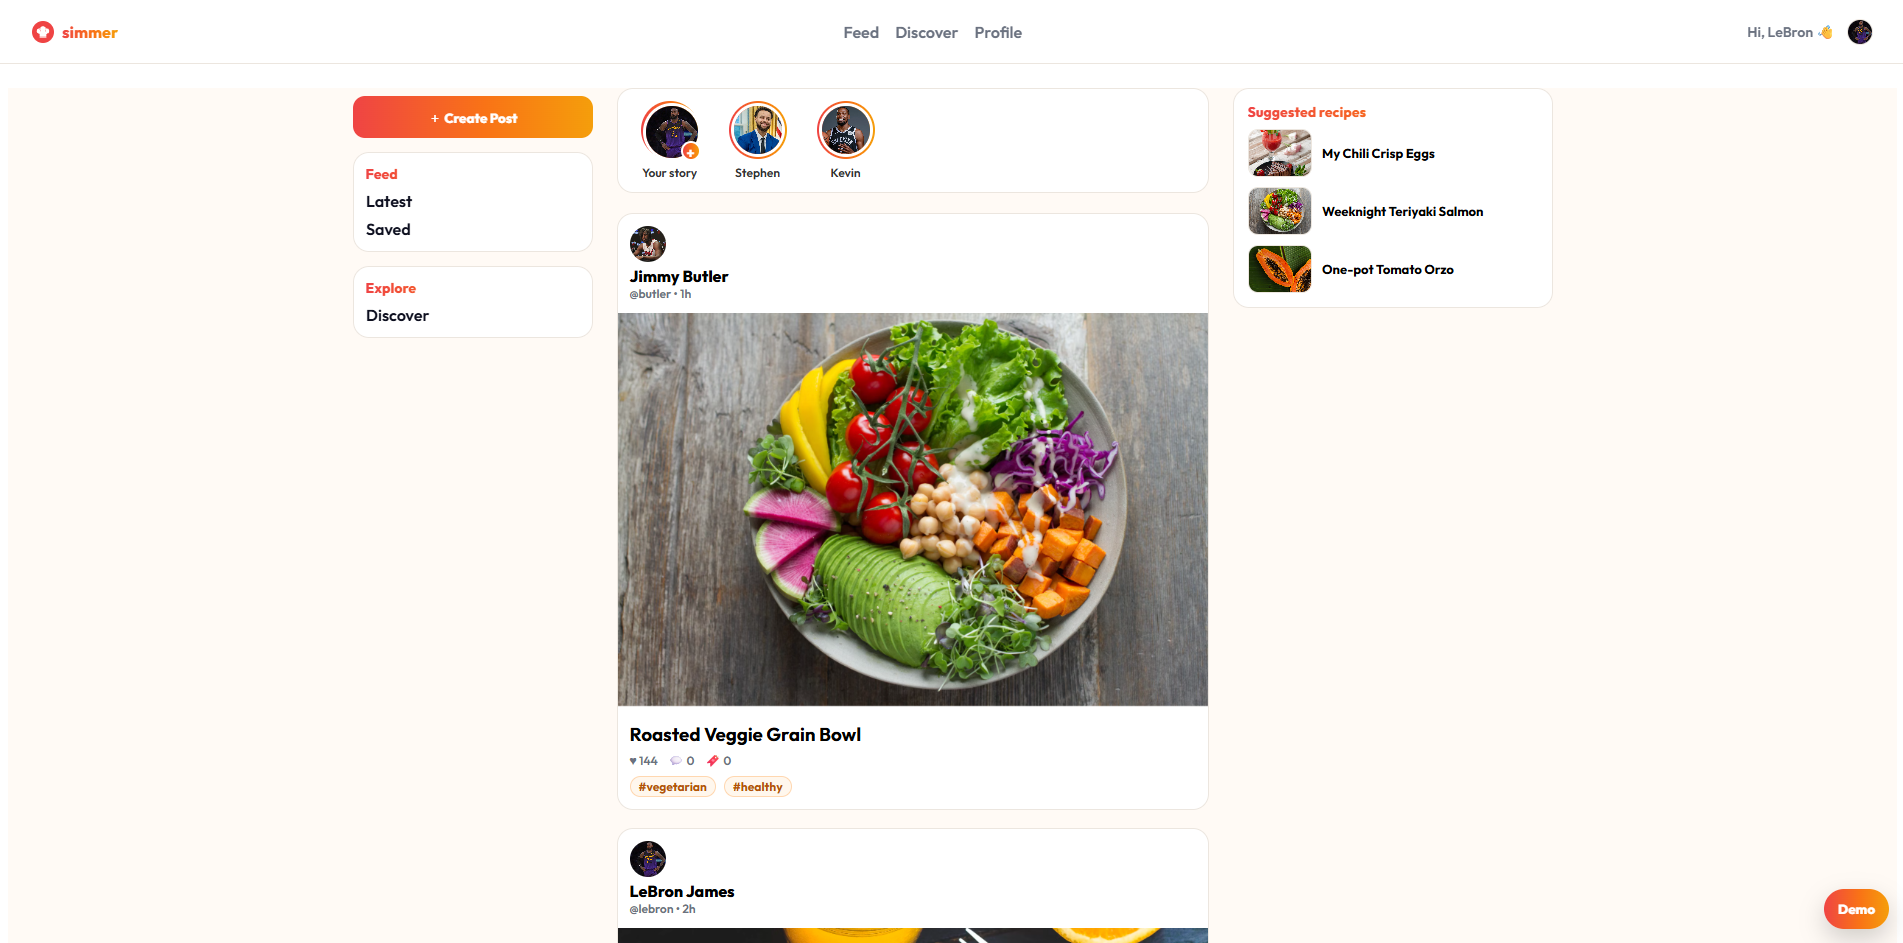 simmer
Feed Discover Profile
Hi, LeBron 👋
+ Create Post
Feed
Latest
Saved
Explore
Discover
Your story
Stephen
Kevin
Jimmy Butler
@butler • 1h
Roasted Veggie Grain Bowl
♥ 144 💬 0 🔖 0
#vegetarian #healthy
LeBron James
@lebron • 2h
Suggested recipes
My Chili Crisp Eggs
Weeknight Teriyaki Salmon
One-pot Tomato Orzo
Demo